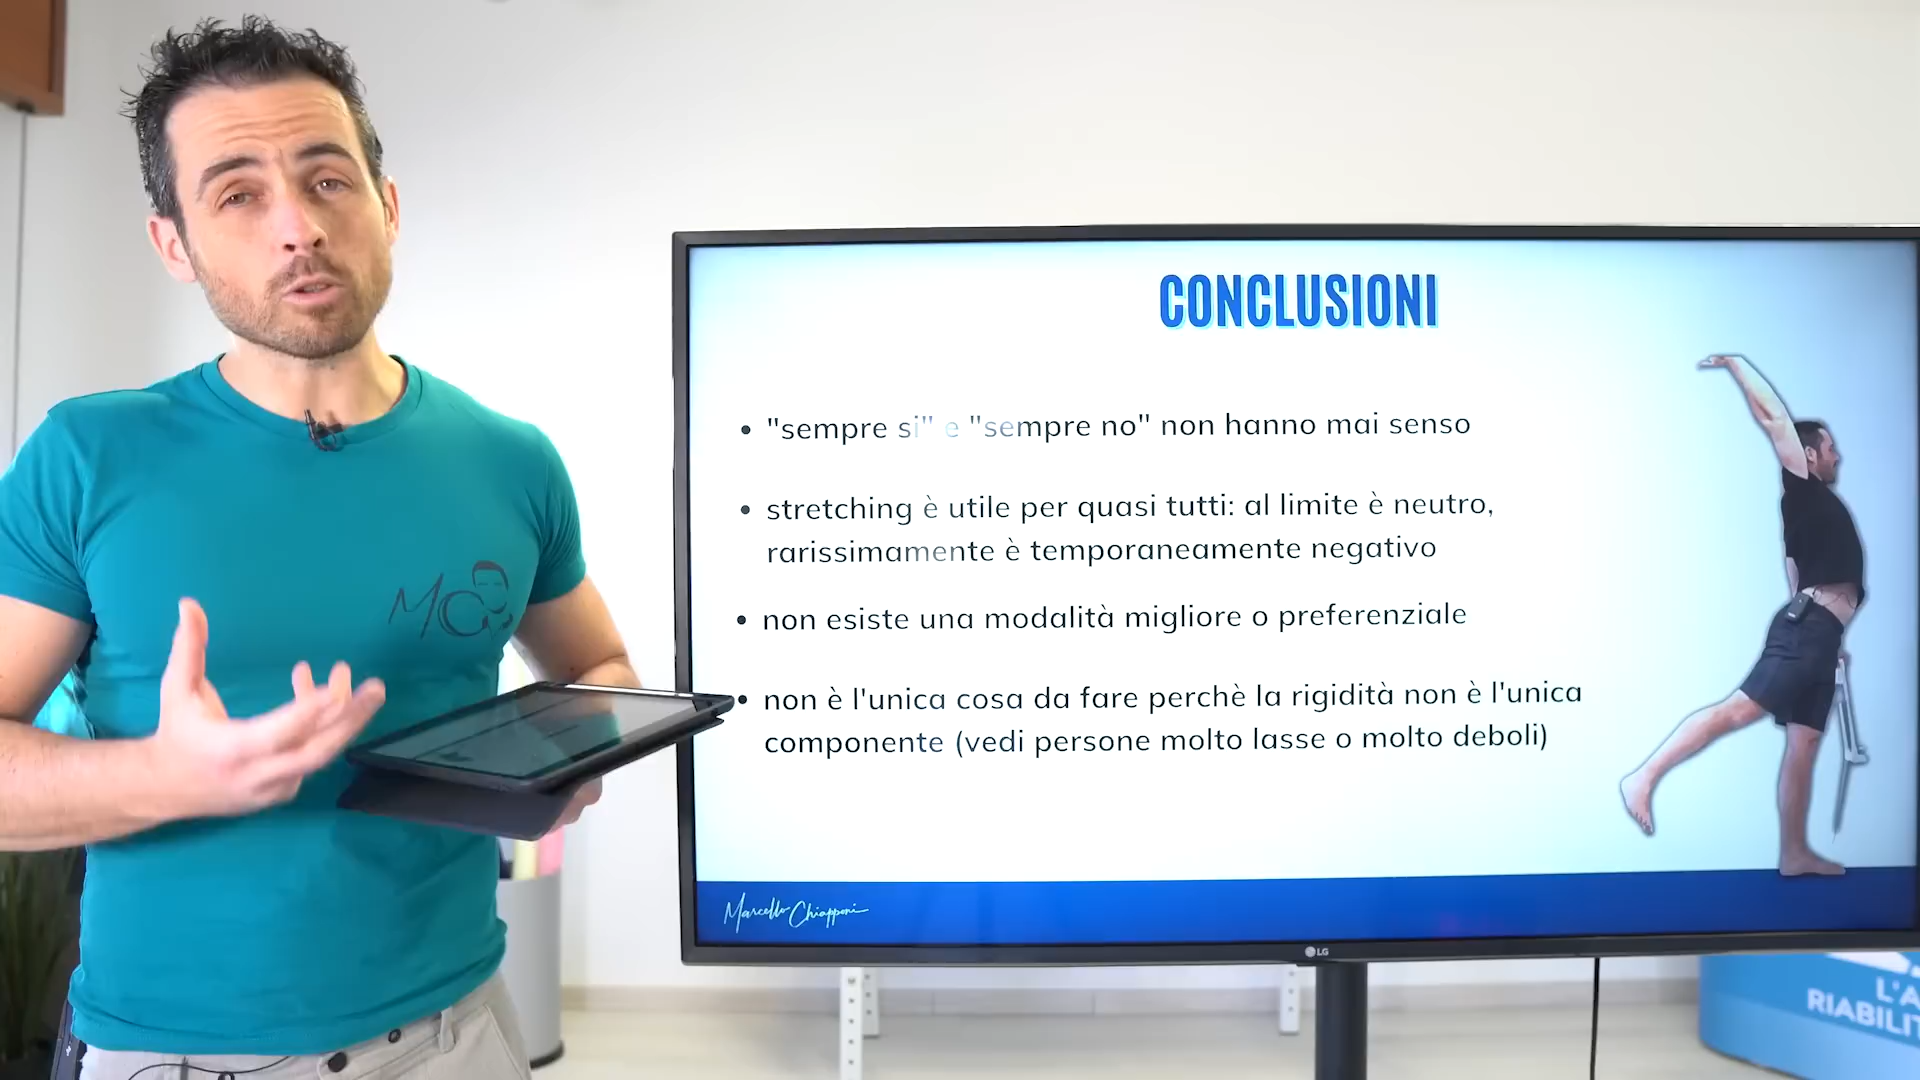 CONCLUSIONI
"sempre si" e "sempre no" non hanno mai senso
stretching è utile per quasi tutti: al limite è neutro,
rarissimamente è temporaneamente negativo
non esiste una modalità migliore o preferenziale
non è l'unica cosa da fare perchè la rigidità non è l'unica
componente (vedi persone molto lasse o molto deboli)
Marcello Chiapponi
LG
MC
L'A
RIABILIT